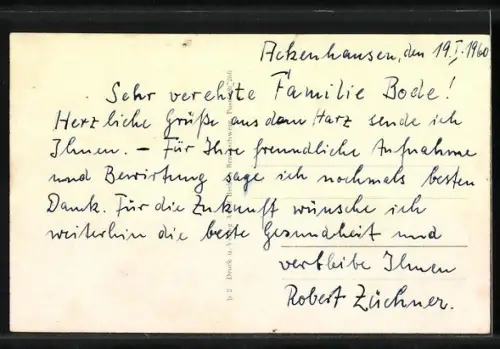 Ackenhausen, den 19.I.1960
Sehr verehrte Familie Bode!
Herzliche Grüße aus dem Harz sende ich
Ihnen. – Für Ihre freundliche Aufnahme
und Bewirtung sage ich nochmals besten
Dank. Für die Zukunft wünsche ich
weiterhin die beste Gesundheit und
verbleibe Ihnen
Robert Züchner.
Druck u. V